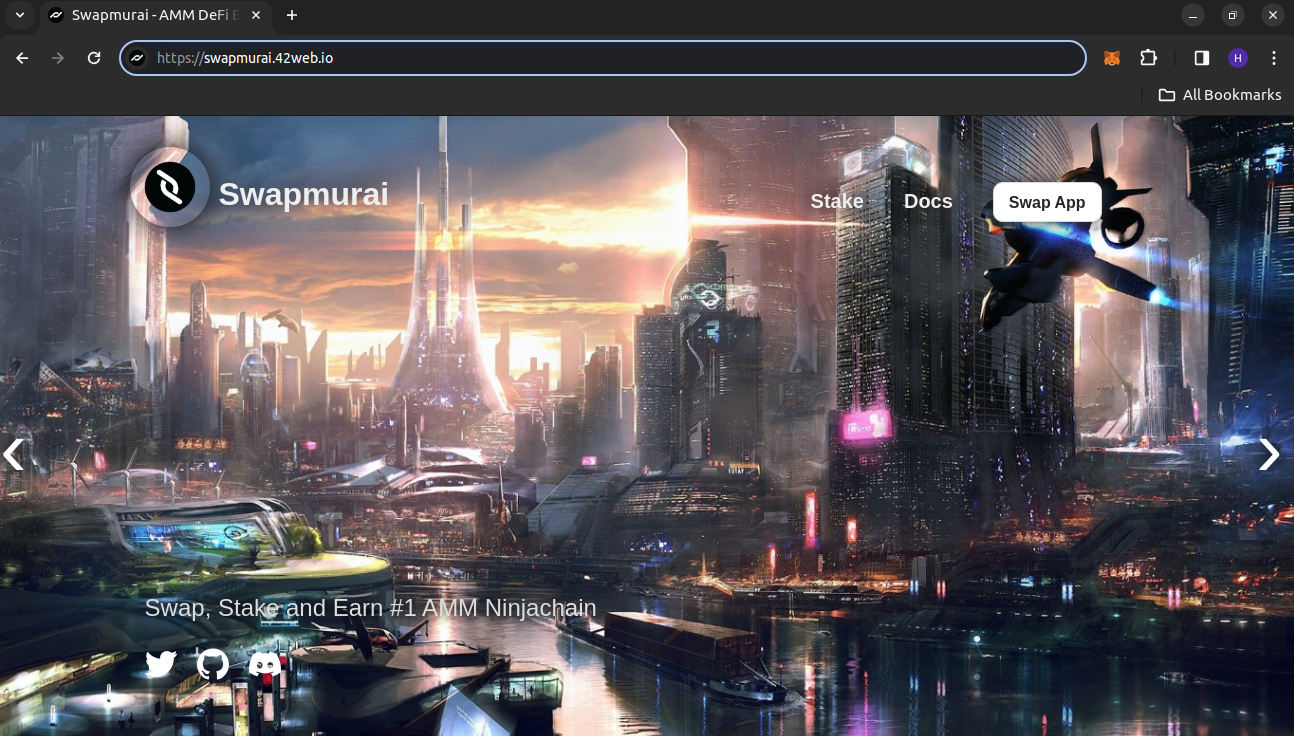 Swapmurai - AMM DeFi E
https://swapmurai.42web.io
H
All Bookmarks
Swapmurai
Stake
Docs
Swap App
Swap, Stake and Earn #1 AMM Ninjachain